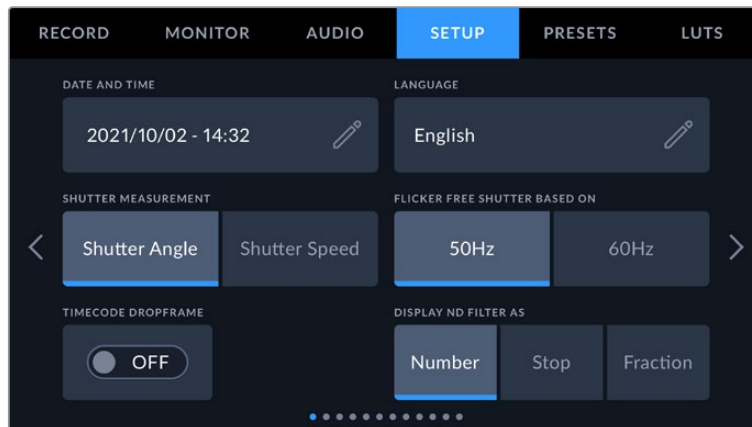 RECORD MONITOR AUDIO SETUP PRESETS LUTS
DATE AND TIME LANGUAGE
2021/10/02 - 14:32 English
SHUTTER MEASUREMENT FLICKER FREE SHUTTER BASED ON
Shutter Angle Shutter Speed 50Hz 60Hz
TIMECODE DROPFRAME DISPLAY ND FILTER AS
OFF Number Stop Fraction